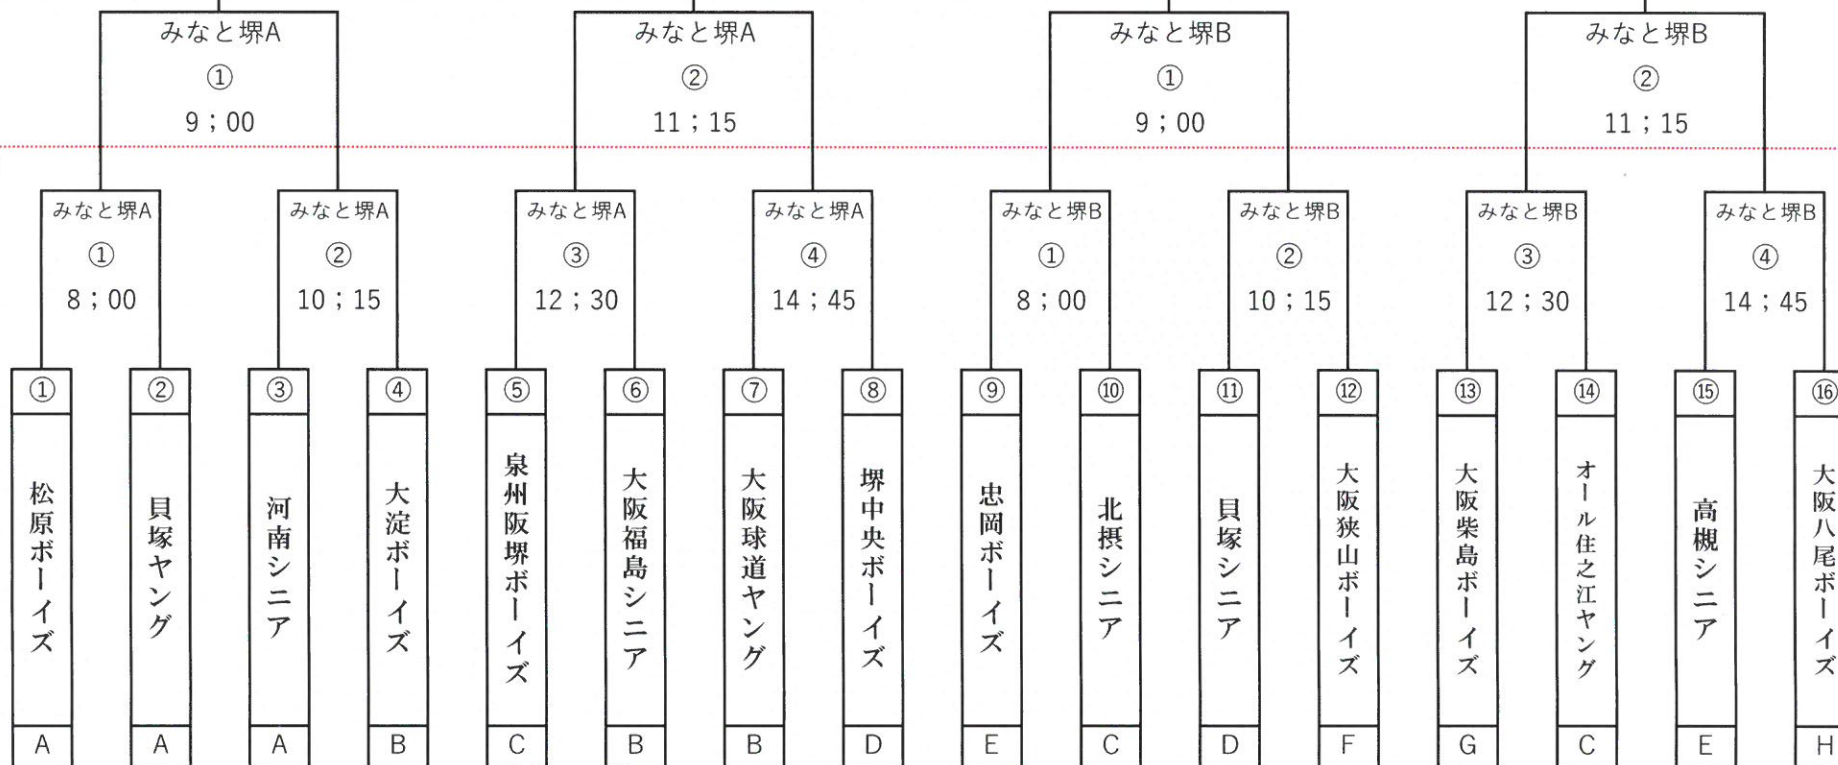 みなと堺A
①
9；00
みなと堺A
②
11；15
みなと堺B
①
9；00
みなと堺B
②
11；15
みなと堺A
①
8；00
みなと堺A
②
10；15
みなと堺A
③
12；30
みなと堺A
④
14；45
みなと堺B
①
8；00
みなと堺B
②
10；15
みなと堺B
③
12；30
みなと堺B
④
14；45
①
松原ボーイズ
A
②
貝塚ヤング
A
③
河南シニア
A
④
大淀ボーイズ
B
⑤
泉州阪堺ボーイズ
C
⑥
大阪福島シニア
B
⑦
大阪球道ヤング
B
⑧
堺中央ボーイズ
D
⑨
忠岡ボーイズ
E
⑩
北摂シニア
C
⑪
貝塚シニア
D
⑫
大阪狭山ボーイズ
F
⑬
大阪柴島ボーイズ
G
⑭
オール住之江ヤング
C
⑮
高槻シニア
E
⑯
大阪八尾ボーイズ
H